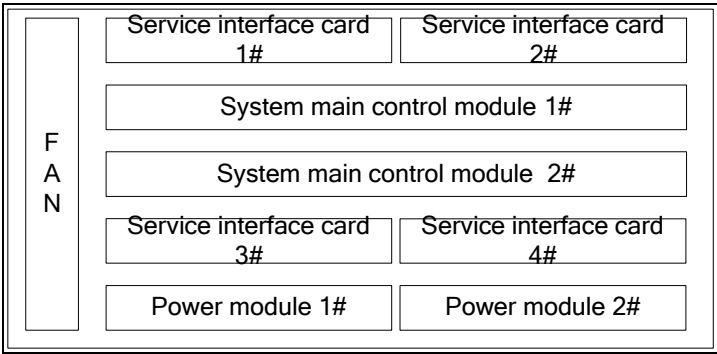 Service interface card
1#
Service interface card
2#
System main control module 1#
F
A
N
System main control module  2#
Service interface card
3#
Service interface card
4#
Power module 1#
Power module 2#